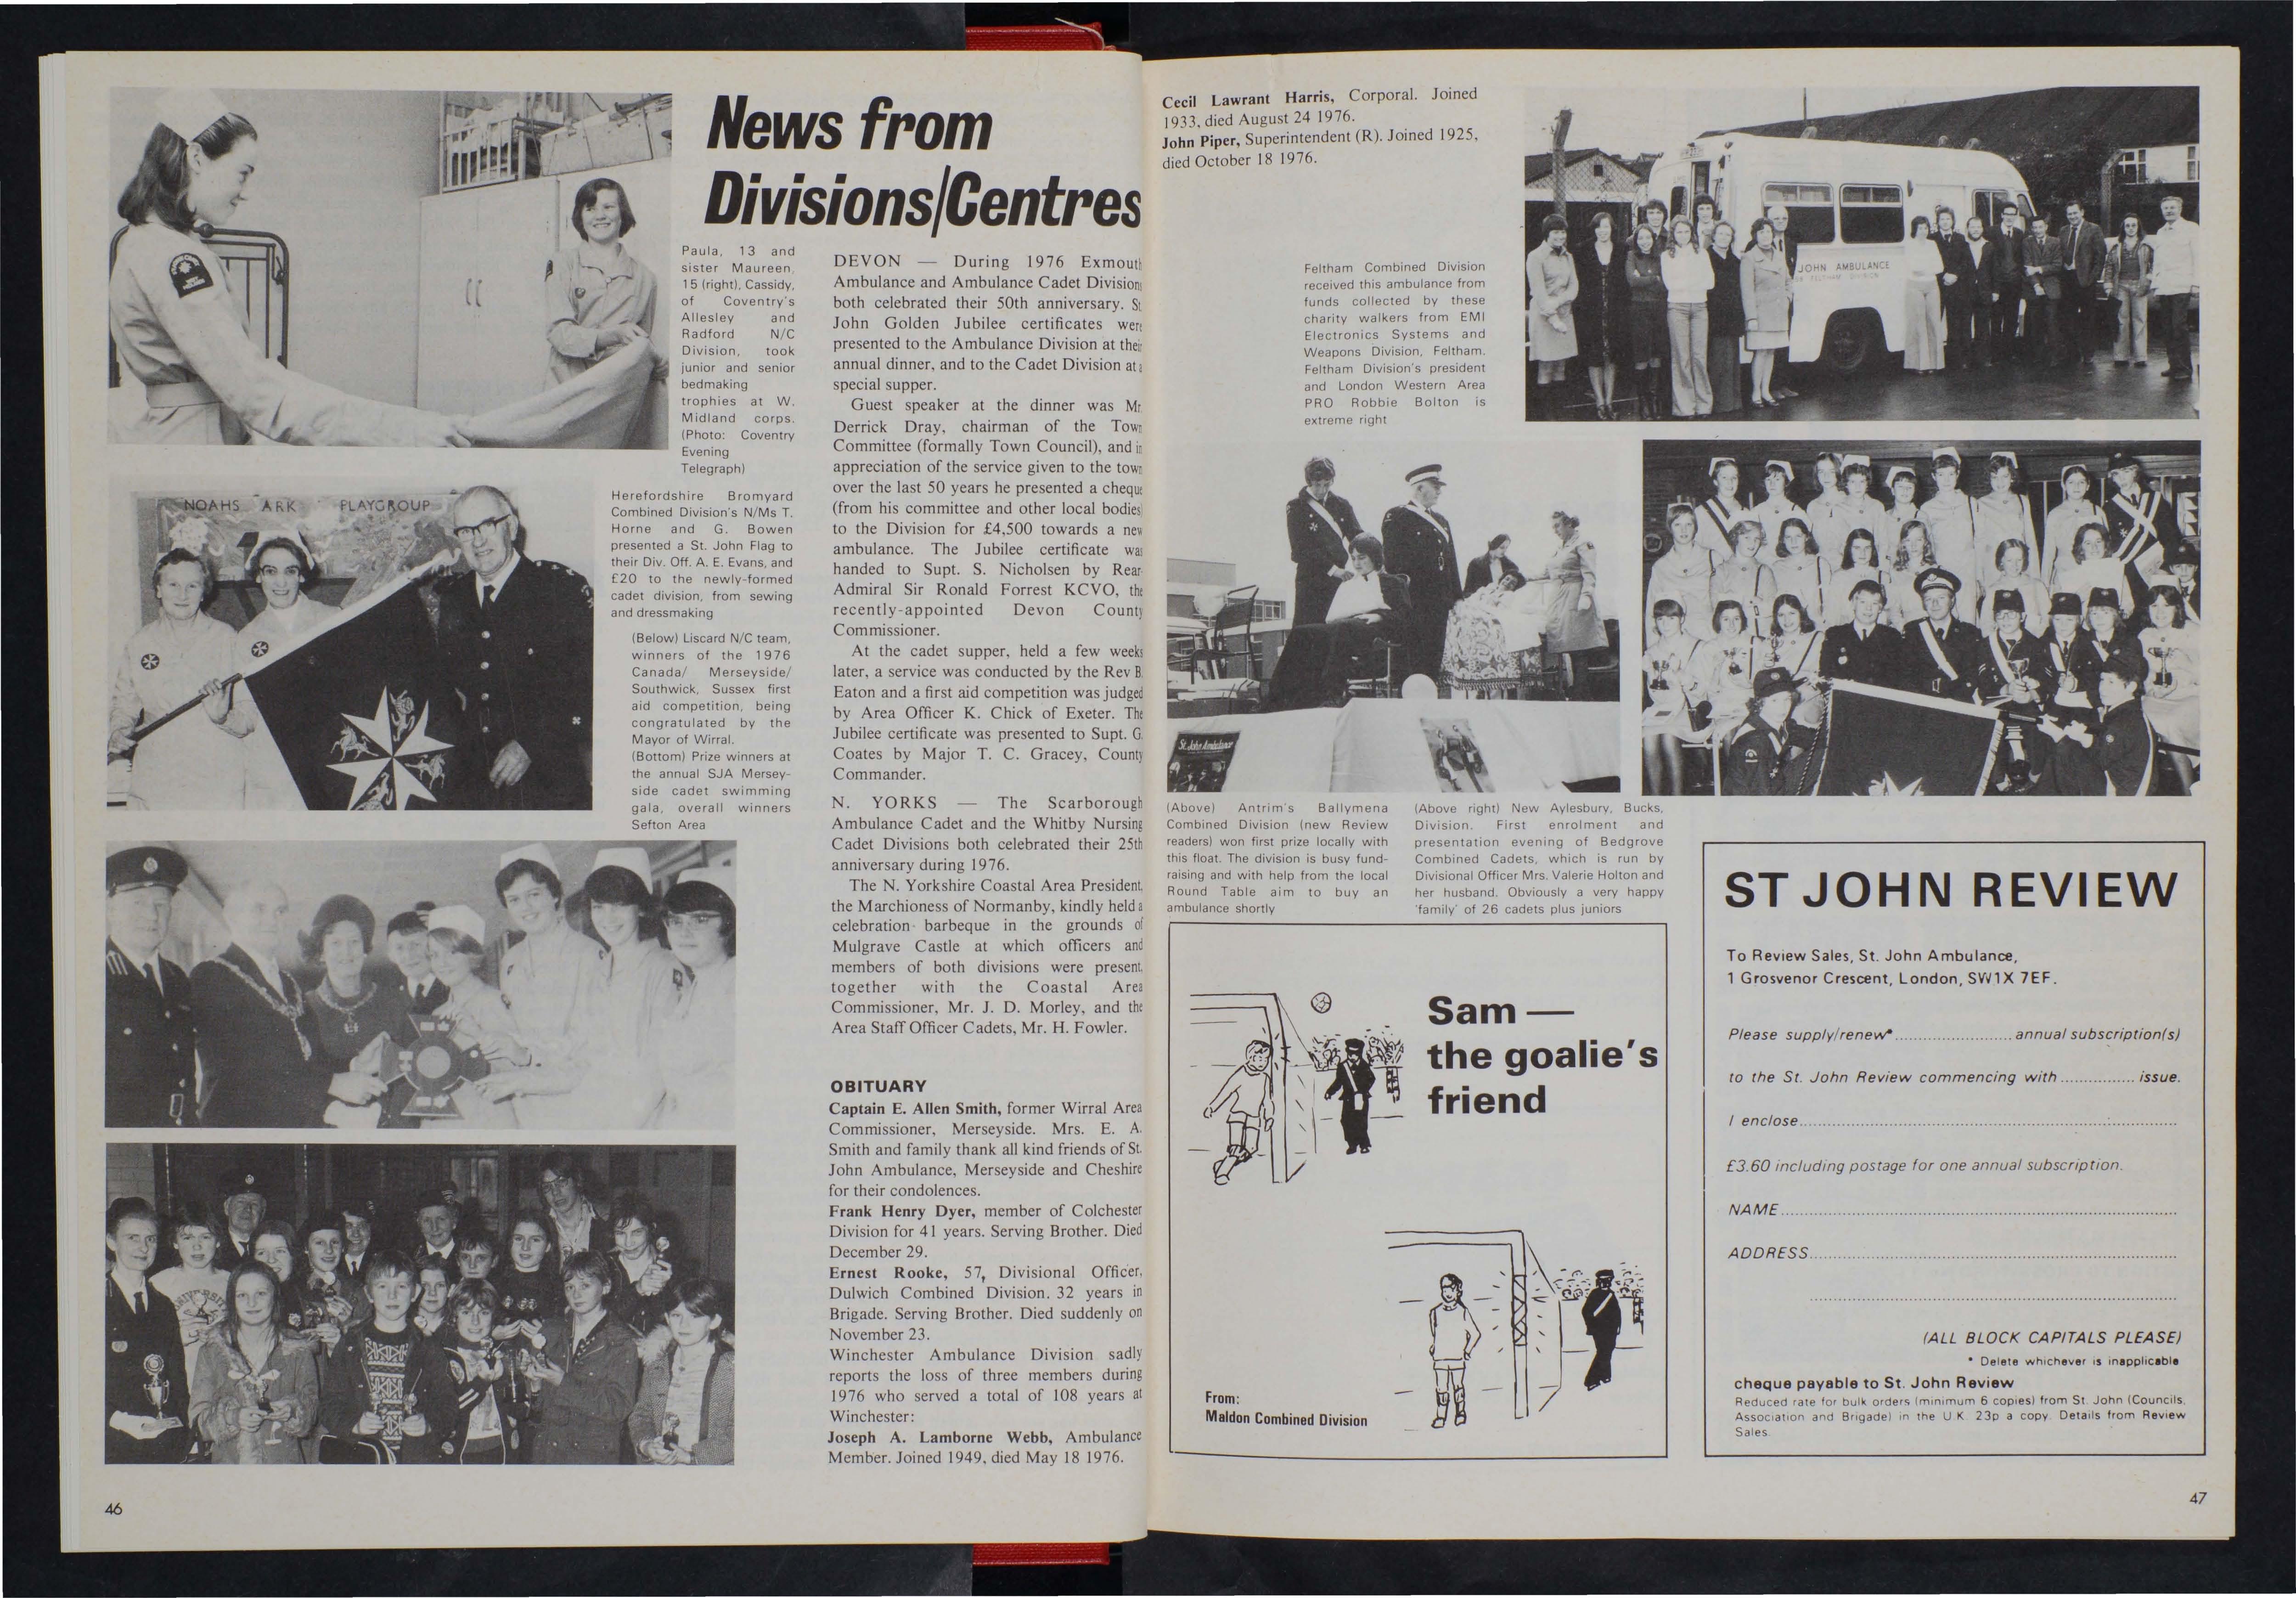 News from
Divisions/Centres
Paula, 13 and
sister Maureen,
15 (right), Cassidy,
of Coventry's
Allesley and
Radford N/C
Division, took
junior and senior
bedmaking
trophies at W.
Midland corps.
(Photo: Coventry
Evening
Telegraph)
NOAHS ARK PLAYGROUP
Herefordshire Bromyard
Combined Division's N/Ms T.
Horne and G. Bowen
presented a St. John Flag to
their Div. Off. A. E. Evans, and
£20 to the newly-formed
cadet division, from sewing
and dressmaking
(Below) Liscard N/C team,
winners of the 1976
Canada/ Merseyside/
Southwick, Sussex first
aid competition, being
congratulated by the
Mayor of Wirral.
(Bottom) Prize winners at
the annual SJA Mersey-
side cadet swimming
gala, overall winners
Sefton Area
DEVON — During 1976 Exmouth
Ambulance and Ambulance Cadet Divisions
both celebrated their 50th anniversary. St.
John Golden Jubilee certificates were
presented to the Ambulance Division at their
annual dinner, and to the Cadet Division at a
special supper.
Guest speaker at the dinner was Mr.
Derrick Dray, chairman of the Town
Committee (formally Town Council), and in
appreciation of the service given to the town
over the last 50 years he presented a cheque
(from his committee and other local bodies)
to the Division for £4,500 towards a new
ambulance. The Jubilee certificate was
handed to Supt. S. Nicholsen by Rear-
Admiral Sir Ronald Forrest KCVO, the
recently-appointed Devon County
Commissioner.
At the cadet supper, held a few weeks
later, a service was conducted by the Rev B.
Eaton and a first aid competition was judged
by Area Officer K. Chick of Exeter. The
Jubilee certificate was presented to Supt. G.
Coates by Major T. C. Gracey, County
Commander.
N. YORKS — The Scarborough
Ambulance Cadet and the Whitby Nursing
Cadet Divisions both celebrated their 25th
anniversary during 1976.
The N. Yorkshire Coastal Area President,
the Marchioness of Normanby, kindly held a
celebration barbeque in the grounds of
Mulgrave Castle at which officers and
members of both divisions were present,
together with the Coastal Area
Commissioner, Mr. J. D. Morley, and the
Area Staff Officer Cadets, Mr. H. Fowler.
OBITUARY
Captain E. Allen Smith, former Wirral Area
Commissioner, Merseyside. Mrs. E. A.
Smith and family thank all kind friends of St.
John Ambulance, Merseyside and Cheshire
for their condolences.
Frank Henry Dyer, member of Colchester
Division for 41 years. Serving Brother. Died
December 29.
Ernest Rooke, 57, Divisional Officer,
Dulwich Combined Division. 32 years in
Brigade. Serving Brother. Died suddenly on
November 23.
Winchester Ambulance Division sadly
reports the loss of three members during
1976 who served a total of 108 years at
Winchester:
Joseph A. Lamborne Webb, Ambulance
Member. Joined 1949, died May 18 1976.
46
Cecil Lawrant Harris, Corporal. Joined
1933, died August 24 1976.
John Piper, Superintendent (R). Joined 1925,
died October 18 1976.
Feltham Combined Division
received this ambulance from
funds collected by these
charity walkers from EMI
Electronics Systems and
Weapons Division, Feltham.
Feltham Division's president
and London Western Area
PRO Robbie Bolton is
extreme right
JOHN AMBULANCE
FELTHAM DIVISION
St. John Ambulance
(Above) Antrim's Ballymena
Combined Division (new Review
readers) won first prize locally with
this float. The division is busy fund-
raising and with help from the local
Round Table aim to buy an
ambulance shortly
(Above right) New Aylesbury, Bucks,
Division. First enrolment and
presentation evening of Bedgrove
Combined Cadets, which is run by
Divisional Officer Mrs. Valerie Holton and
her husband. Obviously a very happy
'family' of 26 cadets plus juniors
Sam —
the goalie's
friend
From:
Maldon Combined Division
ST JOHN REVIEW
To Review Sales, St. John Ambulance,
1 Grosvenor Crescent, London, SW1X 7EF.
Please supply/renew*..........................annual subscription(s)
to the St. John Review commencing with................. issue.
I enclose....................................................................................
£3.60 including postage for one annual subscription.
NAME........................................................................................
ADDRESS.................................................................................
.................................................................................
(ALL BLOCK CAPITALS PLEASE)
* Delete whichever is inapplicable
cheque payable to St. John Review
Reduced rate for bulk orders (minimum 6 copies) from St. John (Councils,
Association and Brigade) in the U.K. 23p a copy. Details from Review
Sales.
47